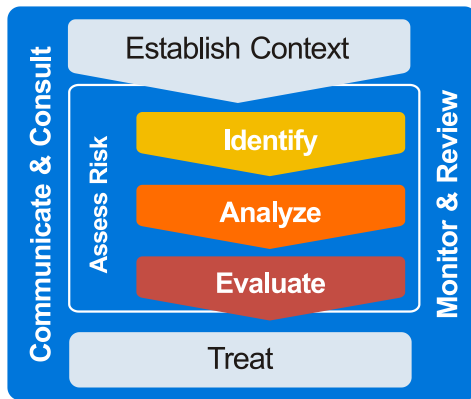 Establish Context
Communicate & Consult
Assess Risk
Identify
Analyze
Evaluate
Monitor & Review
Treat